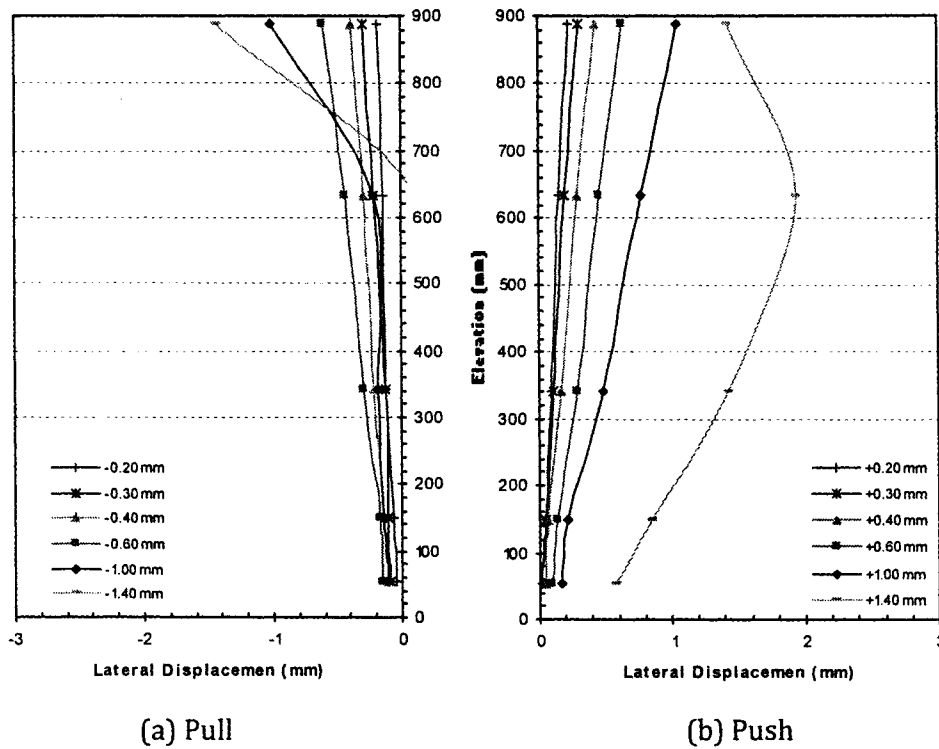 900
800
700
600
500
400
300
200
100
0
-3
-2
-1
0
-0.20 mm
-0.30 mm
-0.40 mm
-0.60 mm
-1.00 mm
-1.40 mm
Lateral Displacemen (mm)
(a) Pull
Elevation (mm)
900
800
700
600
500
400
300
200
100
0
0
1
2
3
+0.20 mm
+0.30 mm
+0.40 mm
+0.60 mm
+1.00 mm
+1.40 mm
Lateral Displacemen (mm)
(b) Push